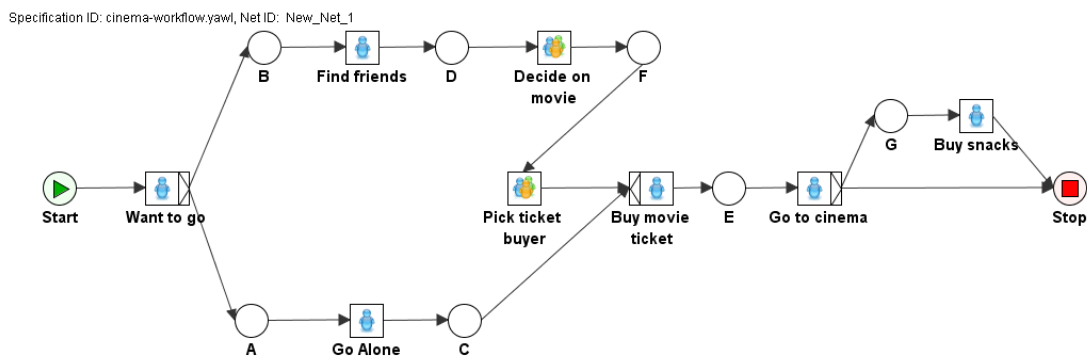 Specification ID: cinema-workflow.yawl, Net ID: New_Net_1
B
Find friends
D
Decide on
movie
F
G
Buy snacks
Start
Want to go
Pick ticket
buyer
Buy movie
ticket
E
Go to cinema
Stop
A
Go Alone
C